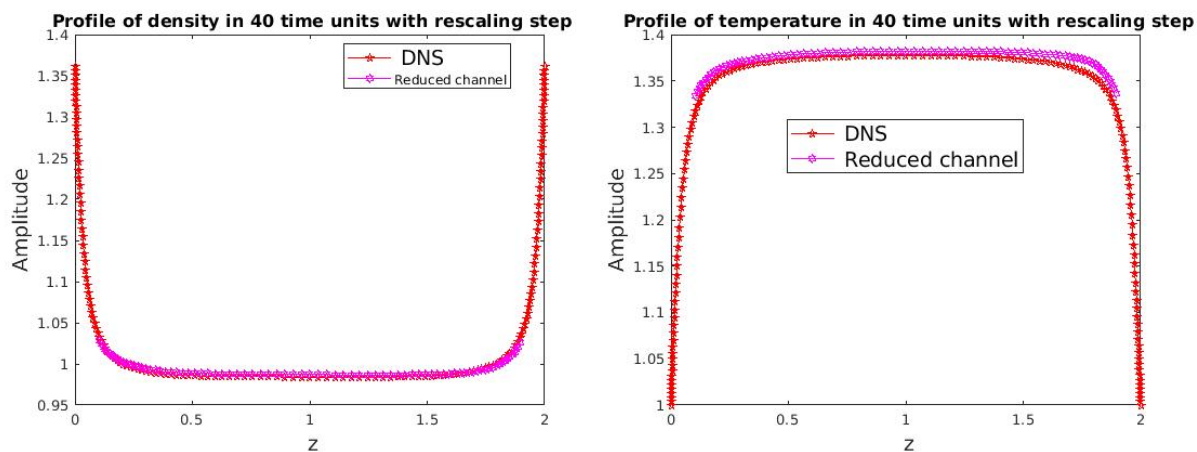 Profile of density in 40 time units with rescaling step
1.4
1.35
1.3
1.25
1.2
1.15
1.1
1.05
1
0.95
Amplitude
DNS
Reduced channel
0 0.5 1 1.5 2
z
Profile of temperature in 40 time units with rescaling step
1.4
1.35
1.3
1.25
1.2
1.15
1.1
1.05
1
Amplitude
DNS
Reduced channel
0 0.5 1 1.5 2
z